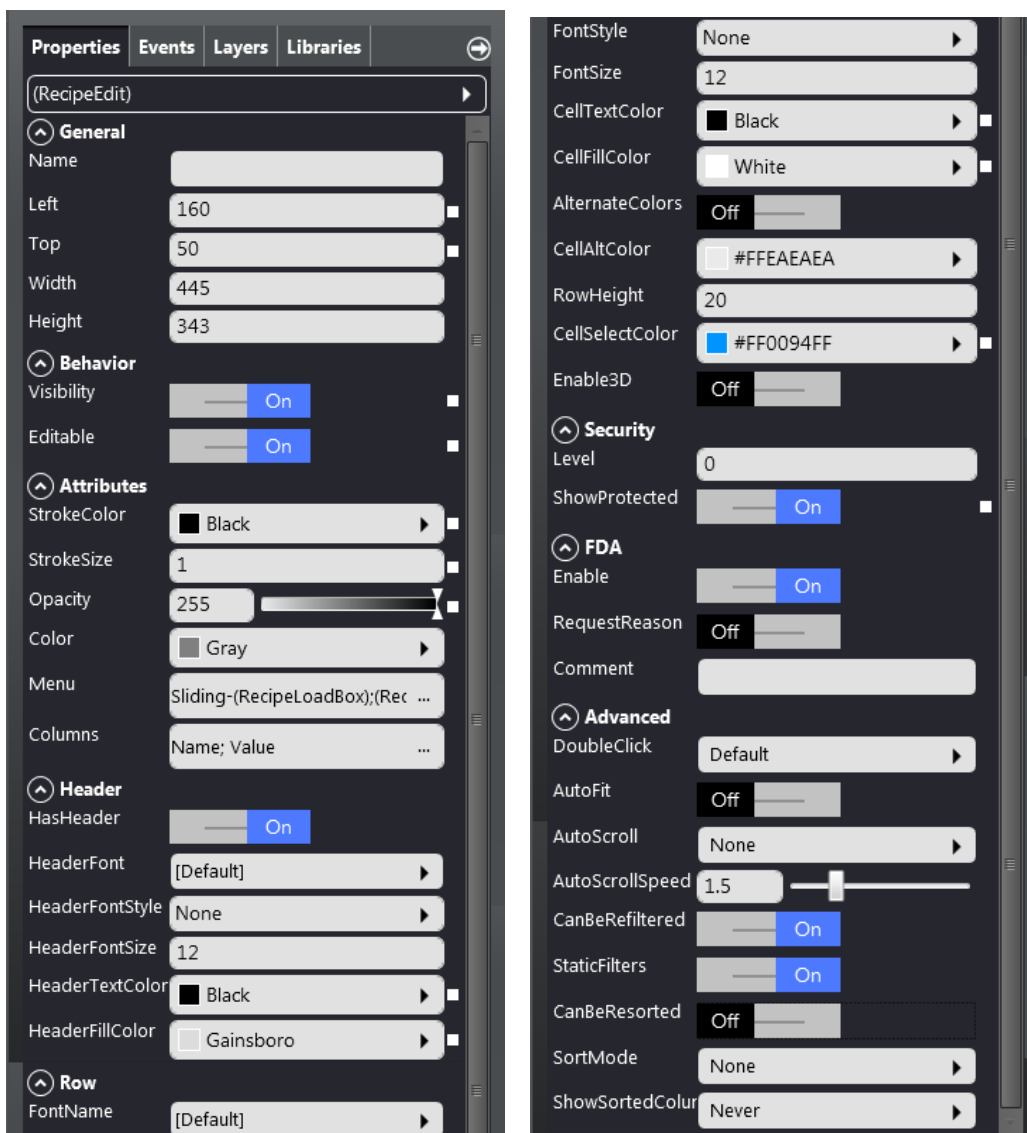 Properties Events Layers Libraries
(RecipeEdit)
General
Name
Left 160
Top 50
Width 445
Height 343
Behavior
Visibility On
Editable On
Attributes
StrokeColor Black
StrokeSize 1
Opacity 255
Color Gray
Menu Sliding-(RecipeLoadBox);(Rec ...
Columns Name; Value ...
Header
HasHeader On
HeaderFont [Default]
HeaderFontStyle None
HeaderFontSize 12
HeaderTextColor Black
HeaderFillColor Gainsboro
Row
FontName [Default]
FontStyle None
FontSize 12
CellTextColor Black
CellFillColor White
AlternateColors Off
CellAltColor #FFEAEAEA
RowHeight 20
CellSelectColor #FF0094FF
Enable3D Off
Security
Level 0
ShowProtected On
FDA
Enable On
RequestReason Off
Comment
Advanced
DoubleClick Default
AutoFit Off
AutoScroll None
AutoScrollSpeed 1.5
CanBeRefiltered On
StaticFilters On
CanBeResorted Off
SortMode None
ShowSortedColur Never